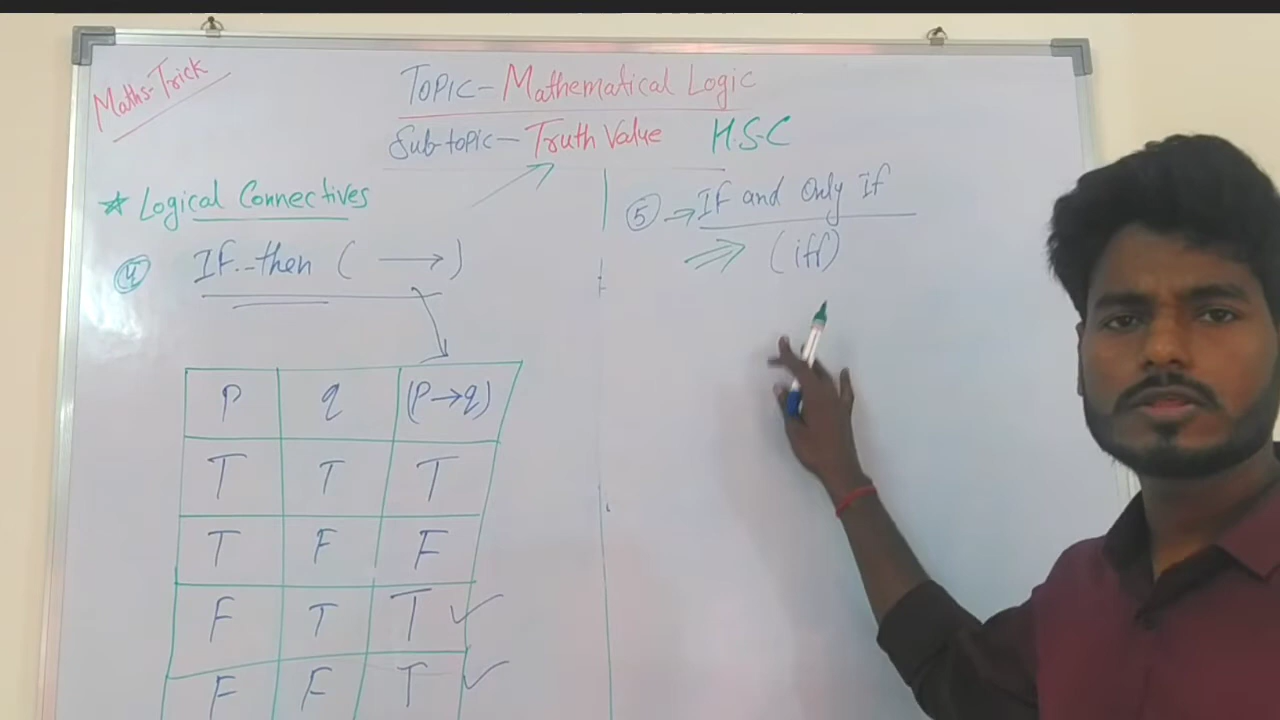 Maths-Trick
Topic- Mathematical Logic
Sub-topic- Truth Value H.S.C
* Logical Connectives
④ If--then ( → )
P q (P→q)
T T T
T F F
F T T ✓
F F T ✓
⑤ → If and Only If
⇒ (iff)